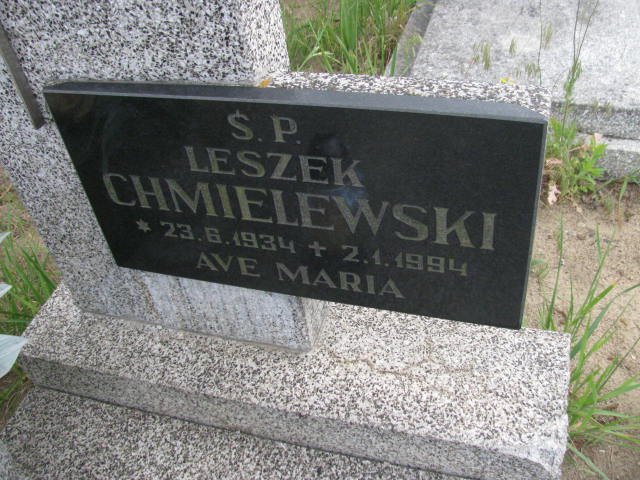 Ś.P.
LESZEK
CHMIELEWSKI
* 23.6.1934 + 2.1.1994
AVE MARIA